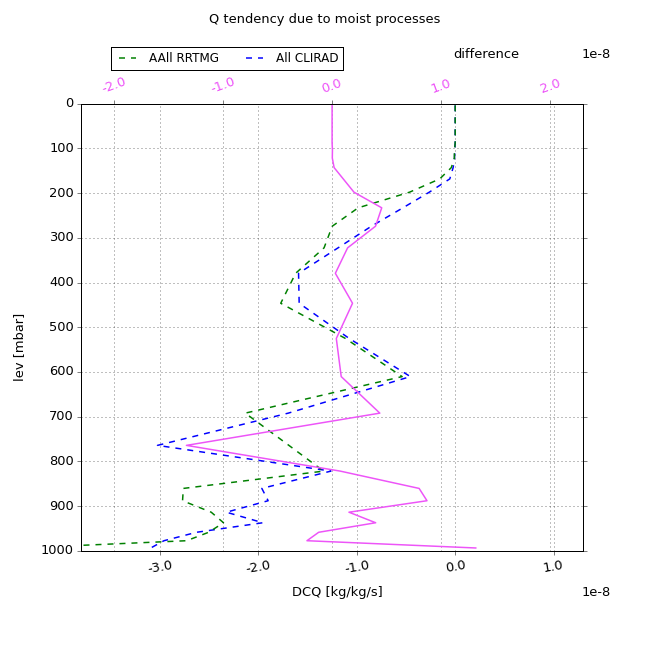 Q tendency due to moist processes
AAll RRTMG All CLIRAD
difference 1e-8
-2.0 -1.0 0.0 1.0 2.0
0
100
200
300
400
500
600
700
800
900
1000
lev [mbar]
-3.0 -2.0 -1.0 0.0 1.0
DCQ [kg/kg/s] 1e-8